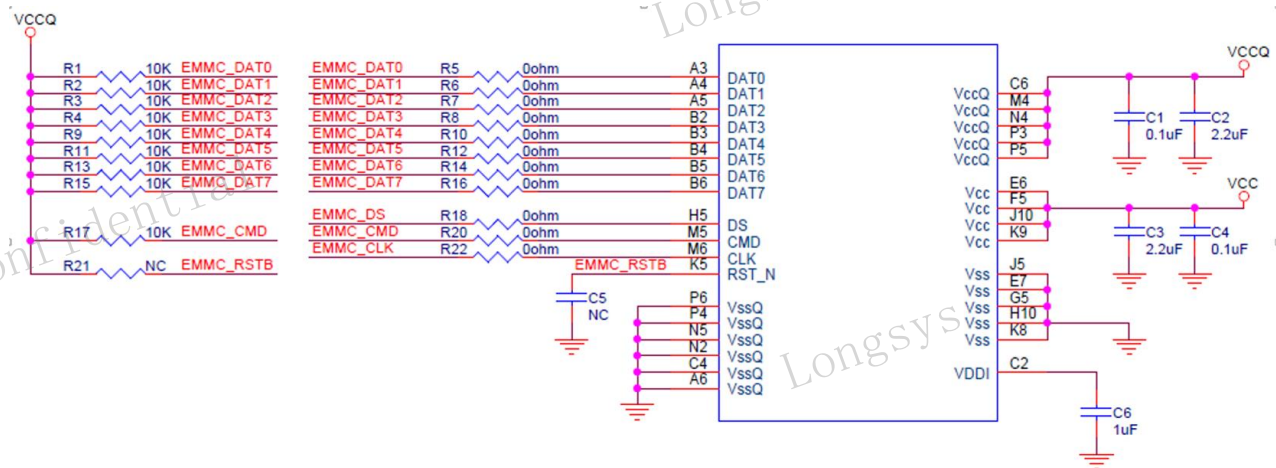 VCCQ
R1 10K EMMC_DAT0
R2 10K EMMC_DAT1
R3 10K EMMC_DAT2
R4 10K EMMC_DAT3
R9 10K EMMC_DAT4
R11 10K EMMC_DAT5
R13 10K EMMC_DAT6
R15 10K EMMC_DAT7
R17 10K EMMC_CMD
R21 NC EMMC_RSTB
EMMC_DAT0 R5 0ohm A3 DAT0
EMMC_DAT1 R6 0ohm A4 DAT1
EMMC_DAT2 R7 0ohm A5 DAT2
EMMC_DAT3 R8 0ohm B2 DAT3
EMMC_DAT4 R10 0ohm B3 DAT4
EMMC_DAT5 R12 0ohm B4 DAT5
EMMC_DAT6 R14 0ohm B5 DAT6
EMMC_DAT7 R16 0ohm B6 DAT7
EMMC_DS R18 0ohm H5 DS
EMMC_CMD R20 0ohm M5 CMD
EMMC_CLK R22 0ohm M6 CLK
EMMC_RSTB K5 RST_N
C5
NC
P6 VssQ
P4 VssQ
N5 VssQ
N2 VssQ
C4 VssQ
A6 VssQ
VccQ C6
VccQ M4
VccQ N4
VccQ P3
VccQ P5
VCCQ
C1
0.1uF
C2
2.2uF
Vcc E6
Vcc F5
Vcc J10
Vcc K9
VCC
C3
2.2uF
C4
0.1uF
Vss J5
Vss E7
Vss G5
Vss H10
Vss K8
VDDI C2
C6
1uF
Longsys